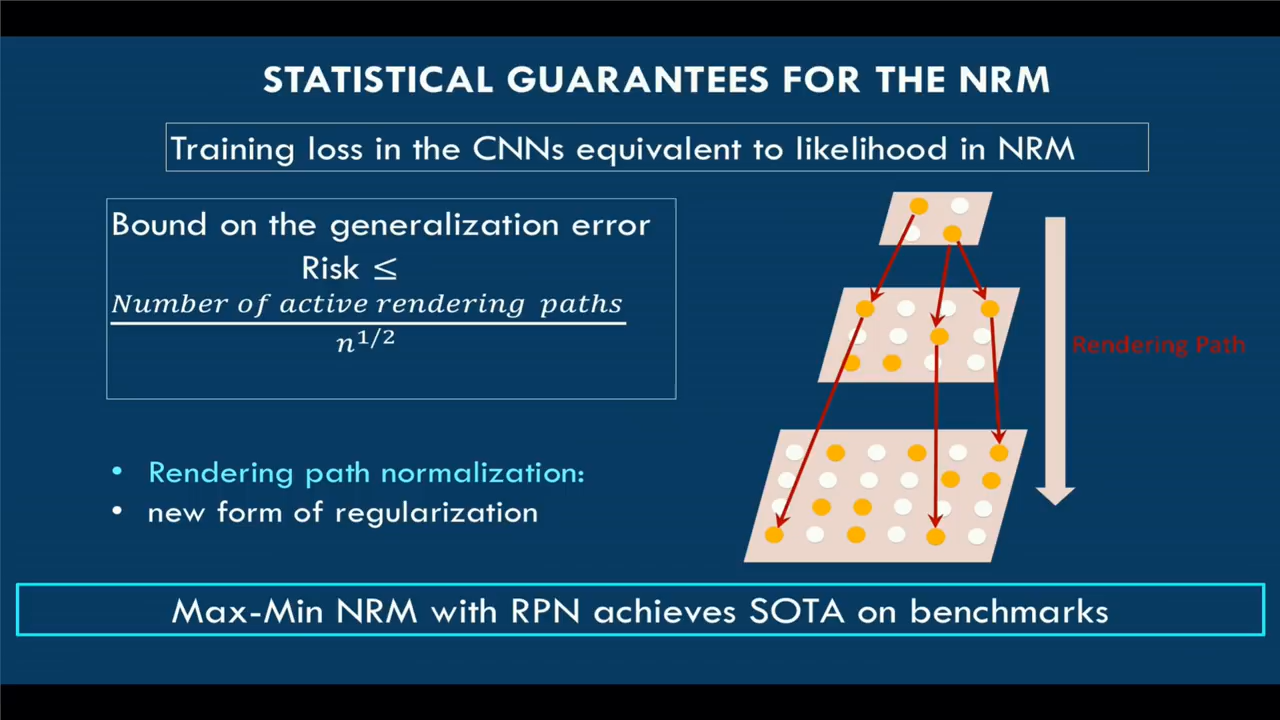 STATISTICAL GUARANTEES FOR THE NRM
Training loss in the CNNs equivalent to likelihood in NRM
Bound on the generalization error
Risk ≤
Number of active rendering paths
n^{1/2}
Rendering Path
• Rendering path normalization:
• new form of regularization
Max-Min NRM with RPN achieves SOTA on benchmarks